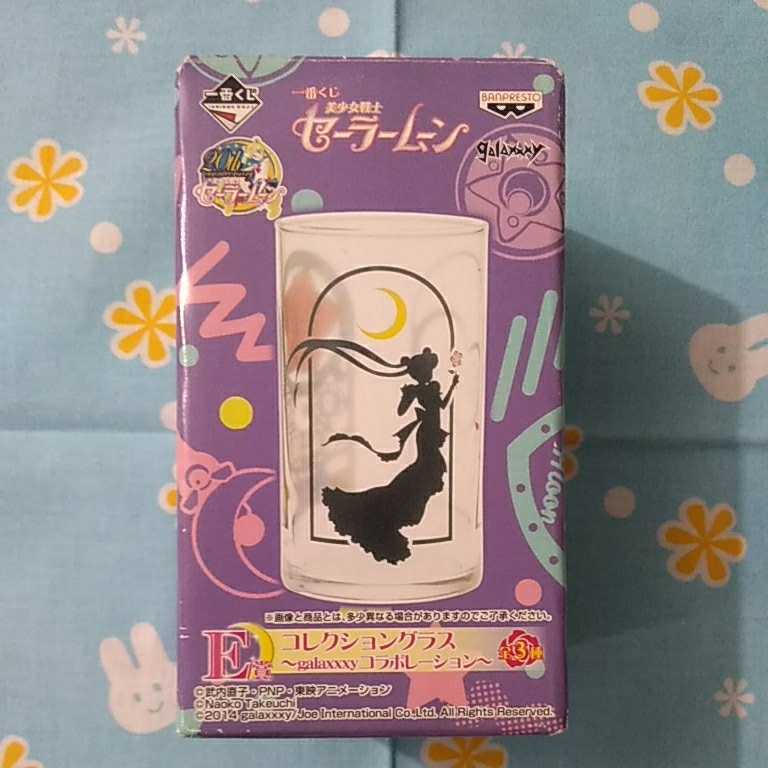 一番くじ
一番くじ
美少女戦士
セーラームーン
BANPRESTO
galaxxxy
20th
セーラームーン
Moon
※画像と商品とは、多少異なる場合がありますのでご了承ください。
E賞
コレクショングラス
～galaxxxyコラボレーション～
全3種
©武内直子・PNP・東映アニメーション
©Naoko Takeuchi
©2014 galaxxxy Joe International Co.,Ltd. All Rights Reserved.